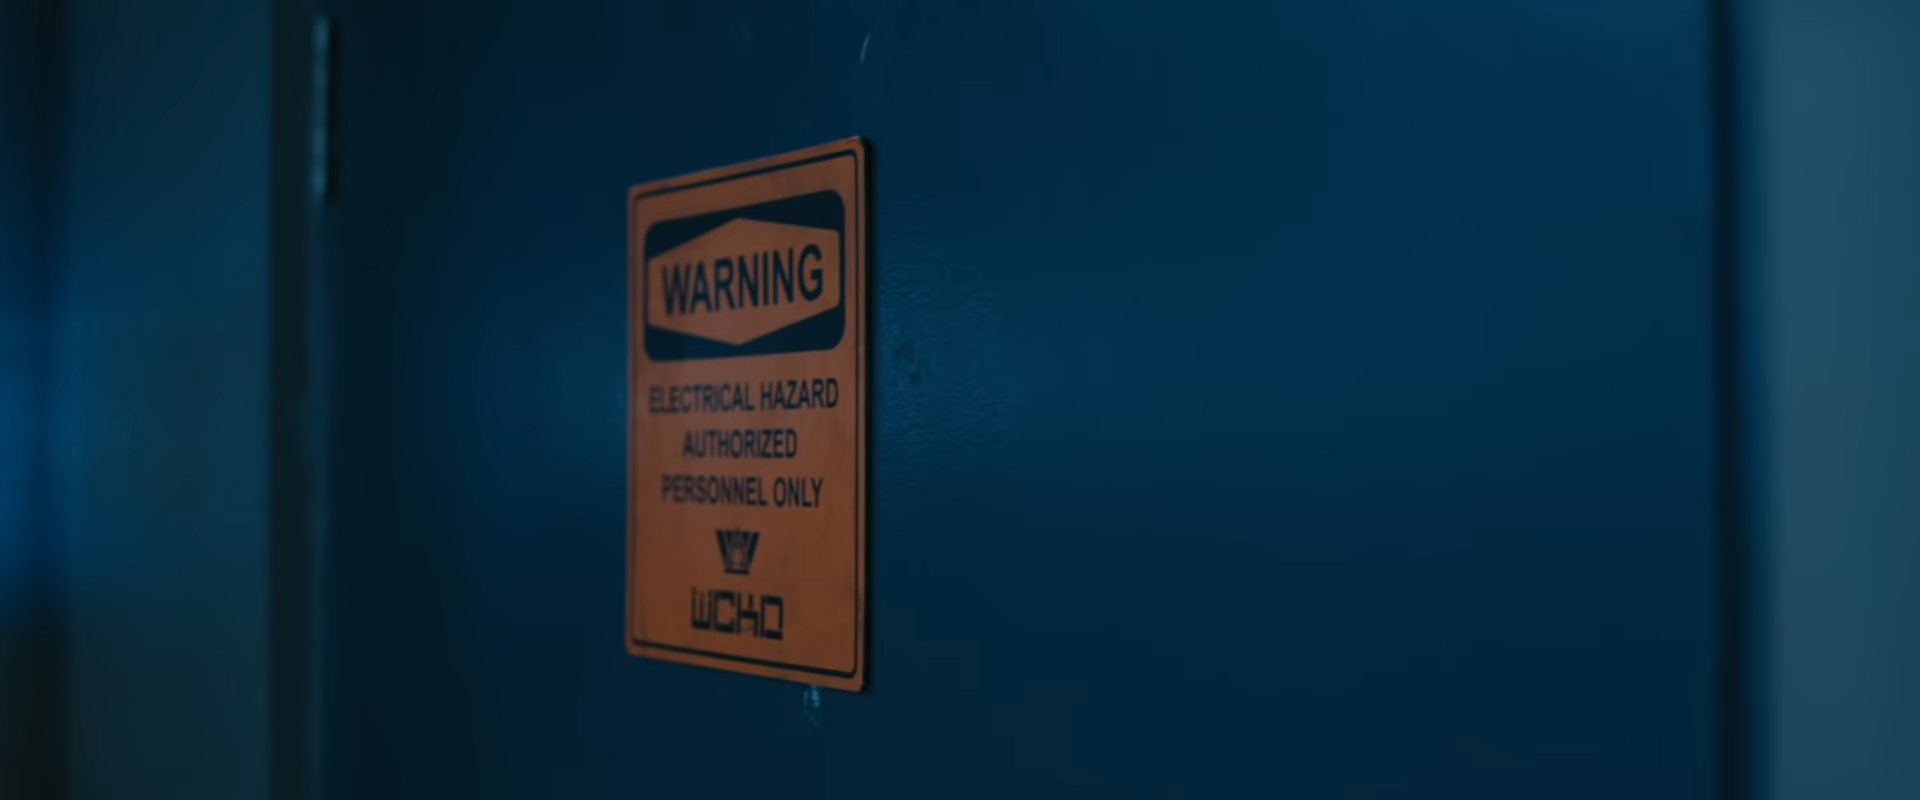 WARNING
ELECTRICAL HAZARD
AUTHORIZED
PERSONNEL ONLY
WCKD